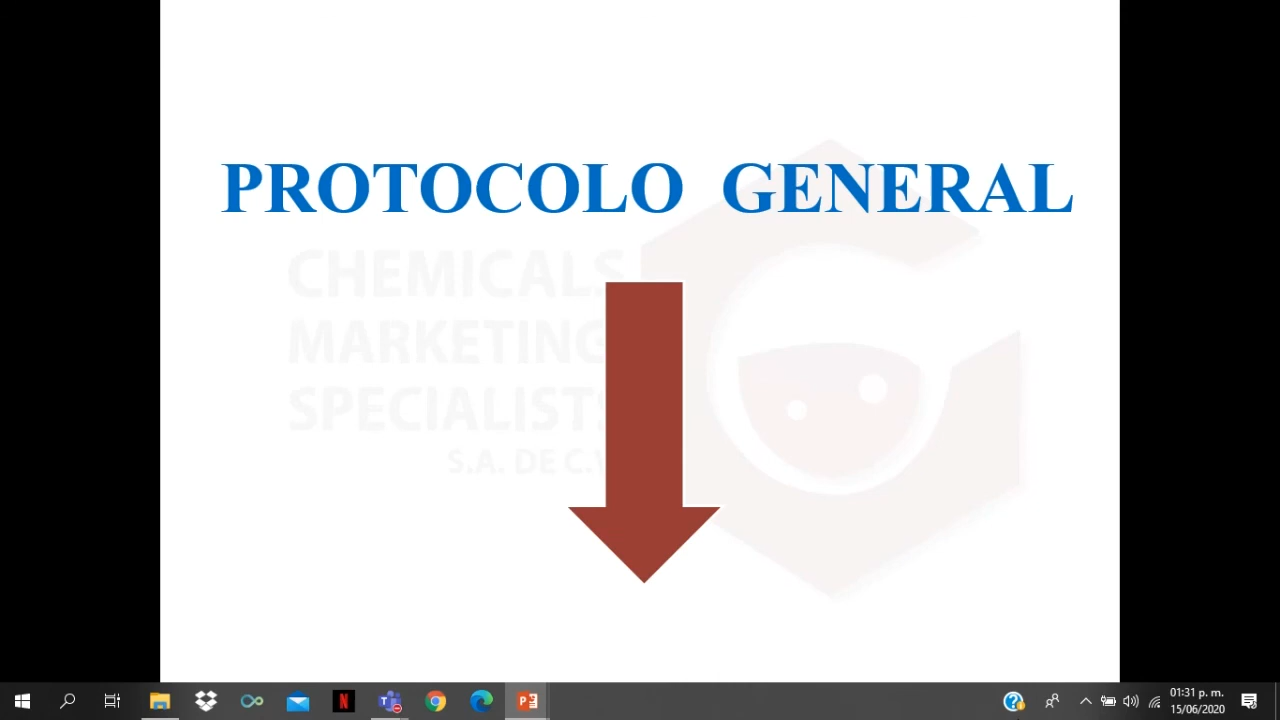 PROTOCOLO GENERAL
CHEMICALS
MARKETING
SPECIALISTS
S.A. DE C.V
01:31 p. m.
15/06/2020